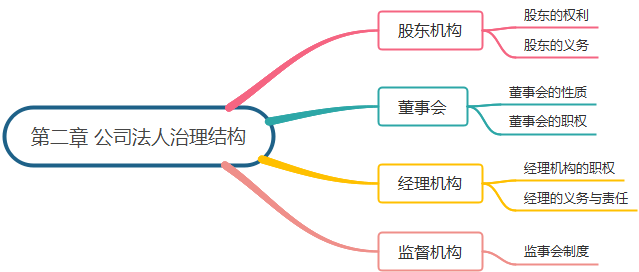 第二章 公司法人治理结构
股东机构
股东的权利
股东的义务
董事会
董事会的性质
董事会的职权
经理机构
经理机构的职权
经理的义务与责任
监督机构
监事会制度